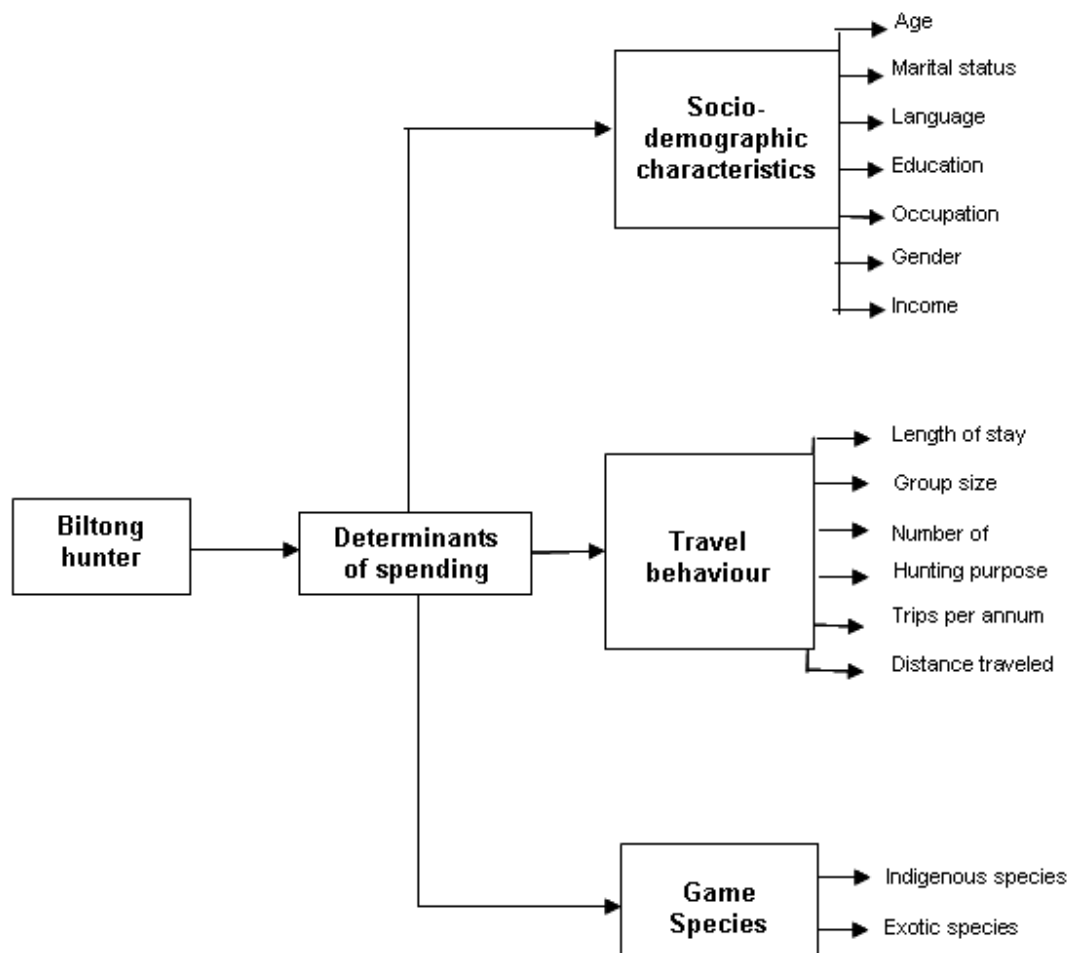 Biltong
hunter
Determinants
of spending
Socio-
demographic
characteristics
Age
Marital status
Language
Education
Occupation
Gender
Income
Travel
behaviour
Length of stay
Group size
Number of
Hunting purpose
Trips per annum
Distance traveled
Game
Species
Indigenous species
Exotic species